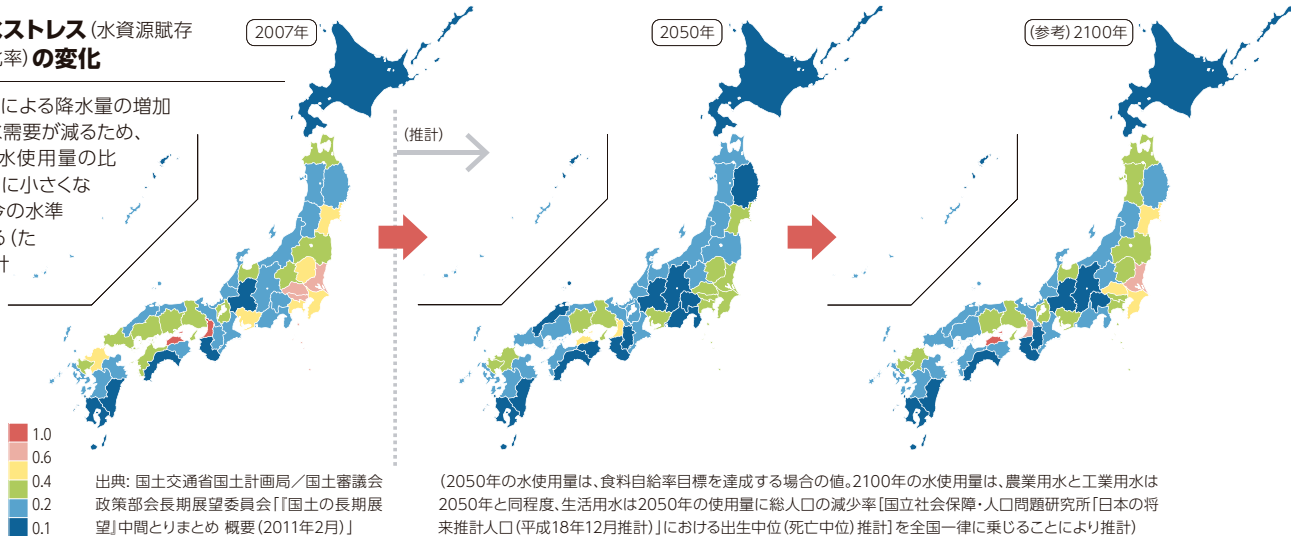 ストレス(水資源賦存
率)の変化
による降水量の増加
需要が減るため、
水使用量の比
に小さくな
の水準
る(た
計
2007年
(推計)
2050年
(参考)2100年
1.0
0.6
0.4
0.2
0.1
出典: 国土交通省国土計画局／国土審議会
政策部会長期展望委員会「『国土の長期展
望』中間とりまとめ 概要(2011年2月)」
(2050年の水使用量は、食料自給率目標を達成する場合の値。2100年の水使用量は、農業用水と工業用水は
2050年と同程度、生活用水は2050年の使用量に総人口の減少率[国立社会保障・人口問題研究所「日本の将
来推計人口(平成18年12月推計)」における出生中位(死亡中位)推計]を全国一律に乗じることにより推計)